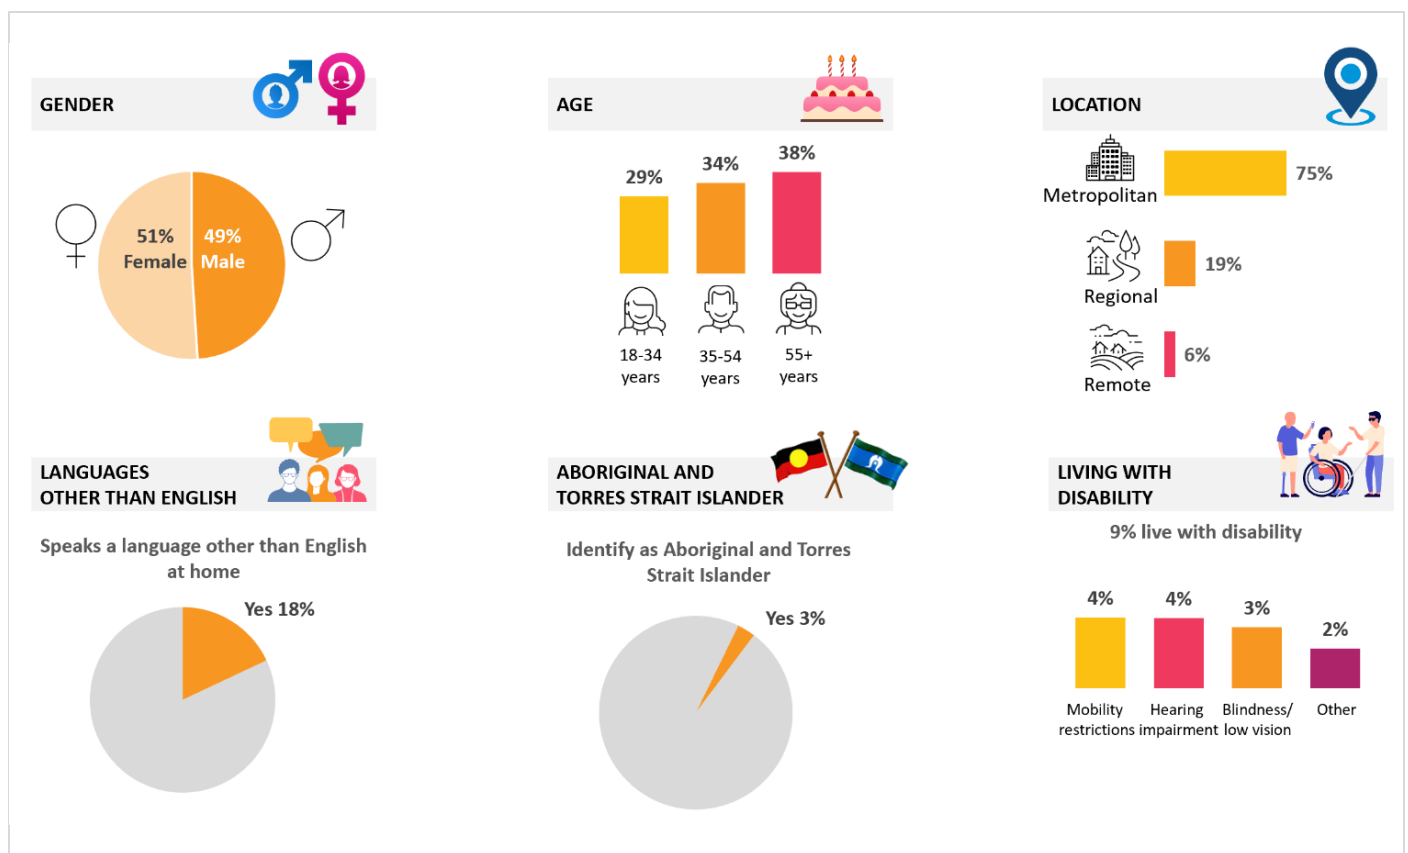 GENDER
51%
Female
49%
Male
AGE
29%
34%
38%
18-34
years
35-54
years
55+
years
LOCATION
Metropolitan
75%
Regional
19%
Remote
6%
LANGUAGES
OTHER THAN ENGLISH
Speaks a language other than English
at home
Yes 18%
ABORIGINAL AND
TORRES STRAIT ISLANDER
Identify as Aboriginal and Torres
Strait Islander
Yes 3%
LIVING WITH
DISABILITY
9% live with disability
4%
4%
3%
2%
Mobility
restrictions
Hearing
impairment
Blindness/
low vision
Other